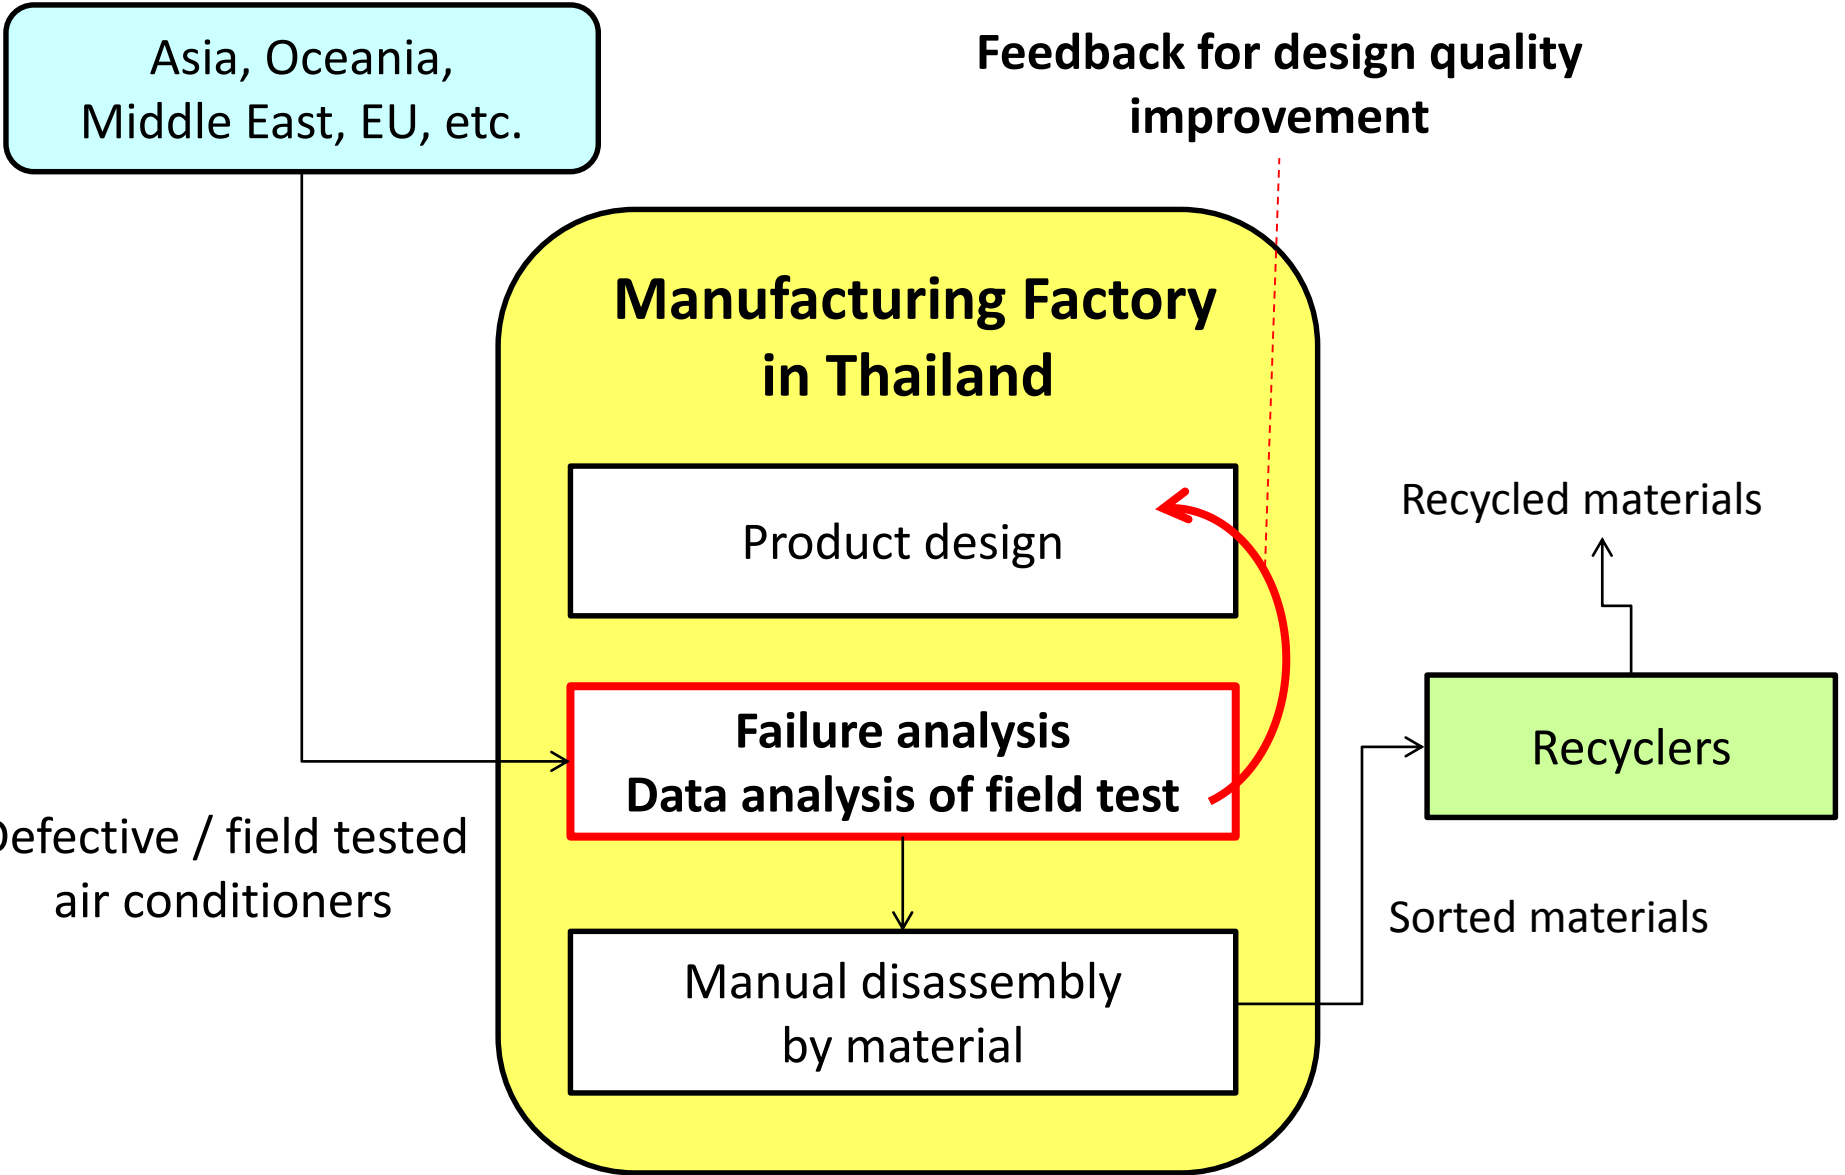 Asia, Oceania,
Middle East, EU, etc.
Feedback for design quality
improvement
Manufacturing Factory
in Thailand
Product design
Failure analysis
Data analysis of field test
Defective / field tested
air conditioners
Manual disassembly
by material
Recycled materials
Recyclers
Sorted materials